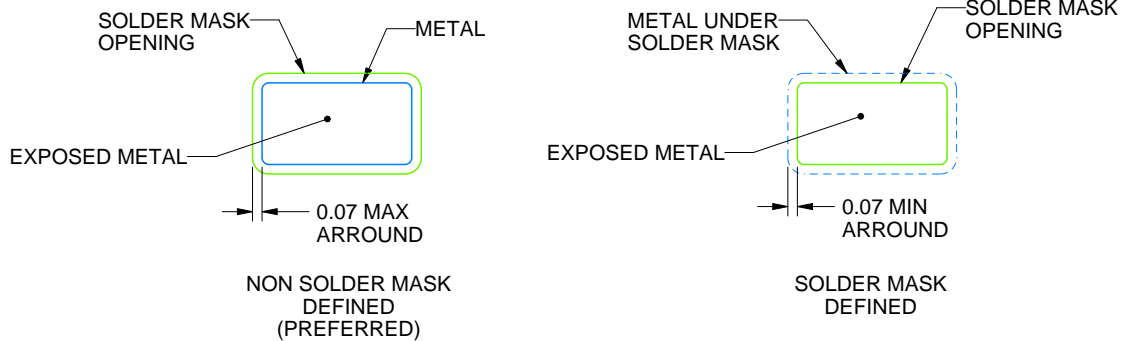 SOLDER MASK
OPENING
METAL
EXPOSED METAL
0.07 MAX
ARROUND
NON SOLDER MASK
DEFINED
(PREFERRED)
METAL UNDER
SOLDER MASK
SOLDER MASK
OPENING
EXPOSED METAL
0.07 MIN
ARROUND
SOLDER MASK
DEFINED